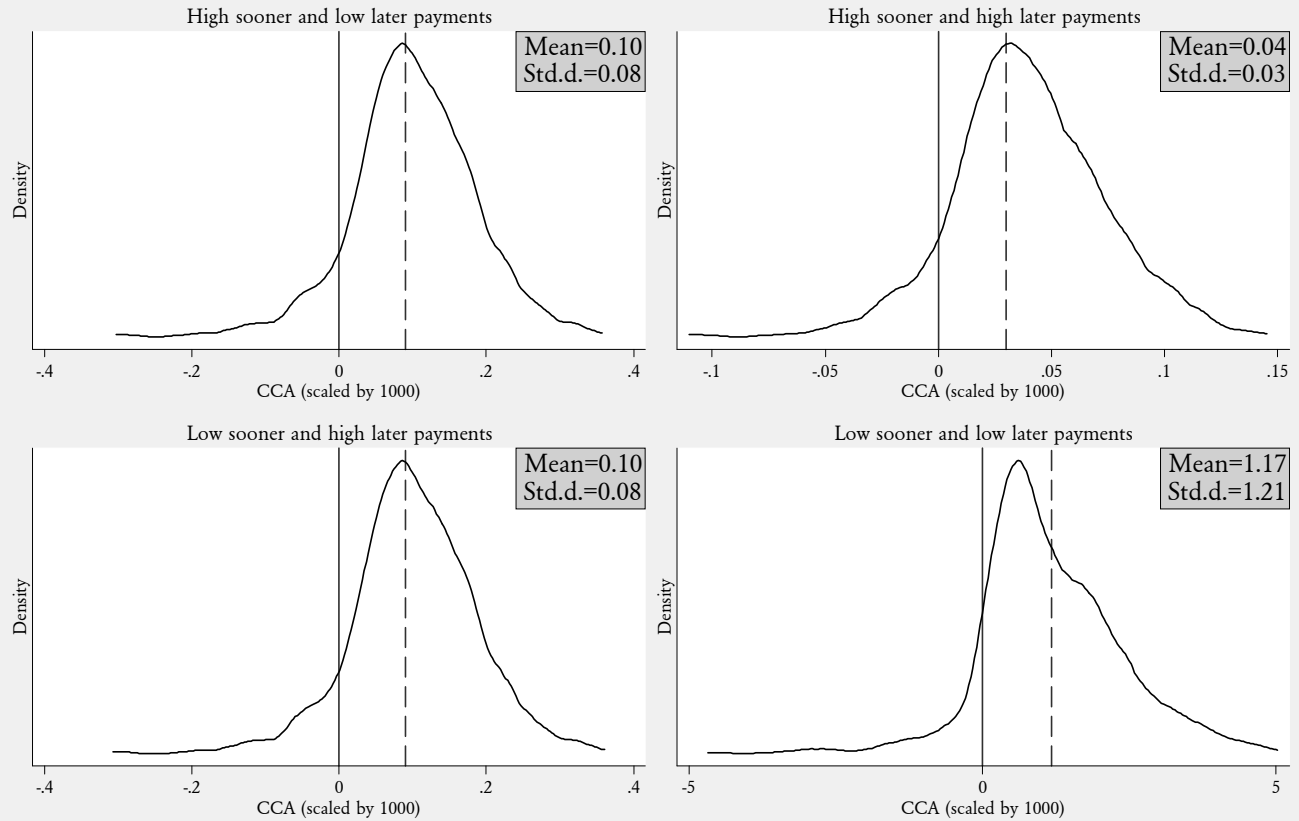 High sooner and low later payments
Mean=0.10
Std.d.=0.08
Density
-.4 -.2 0 .2 .4
CCA (scaled by 1000)
High sooner and high later payments
Mean=0.04
Std.d.=0.03
Density
-.1 -.05 0 .05 .1 .15
CCA (scaled by 1000)
Low sooner and high later payments
Mean=0.10
Std.d.=0.08
Density
-.4 -.2 0 .2 .4
CCA (scaled by 1000)
Low sooner and low later payments
Mean=1.17
Std.d.=1.21
Density
-5 0 5
CCA (scaled by 1000)